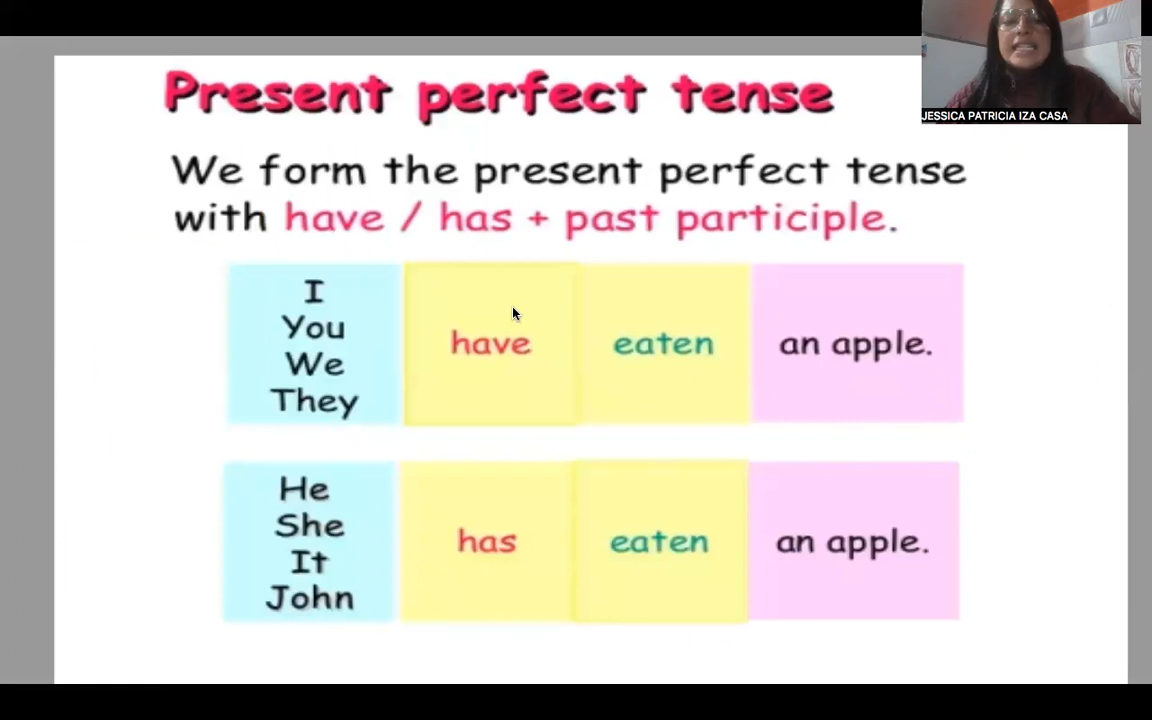 Present perfect tense
JESSICA PATRICIA IZA CASA
We form the present perfect tense
with have / has + past participle.
I
You
We
They
have
eaten
an apple.
He
She
It
John
has
eaten
an apple.